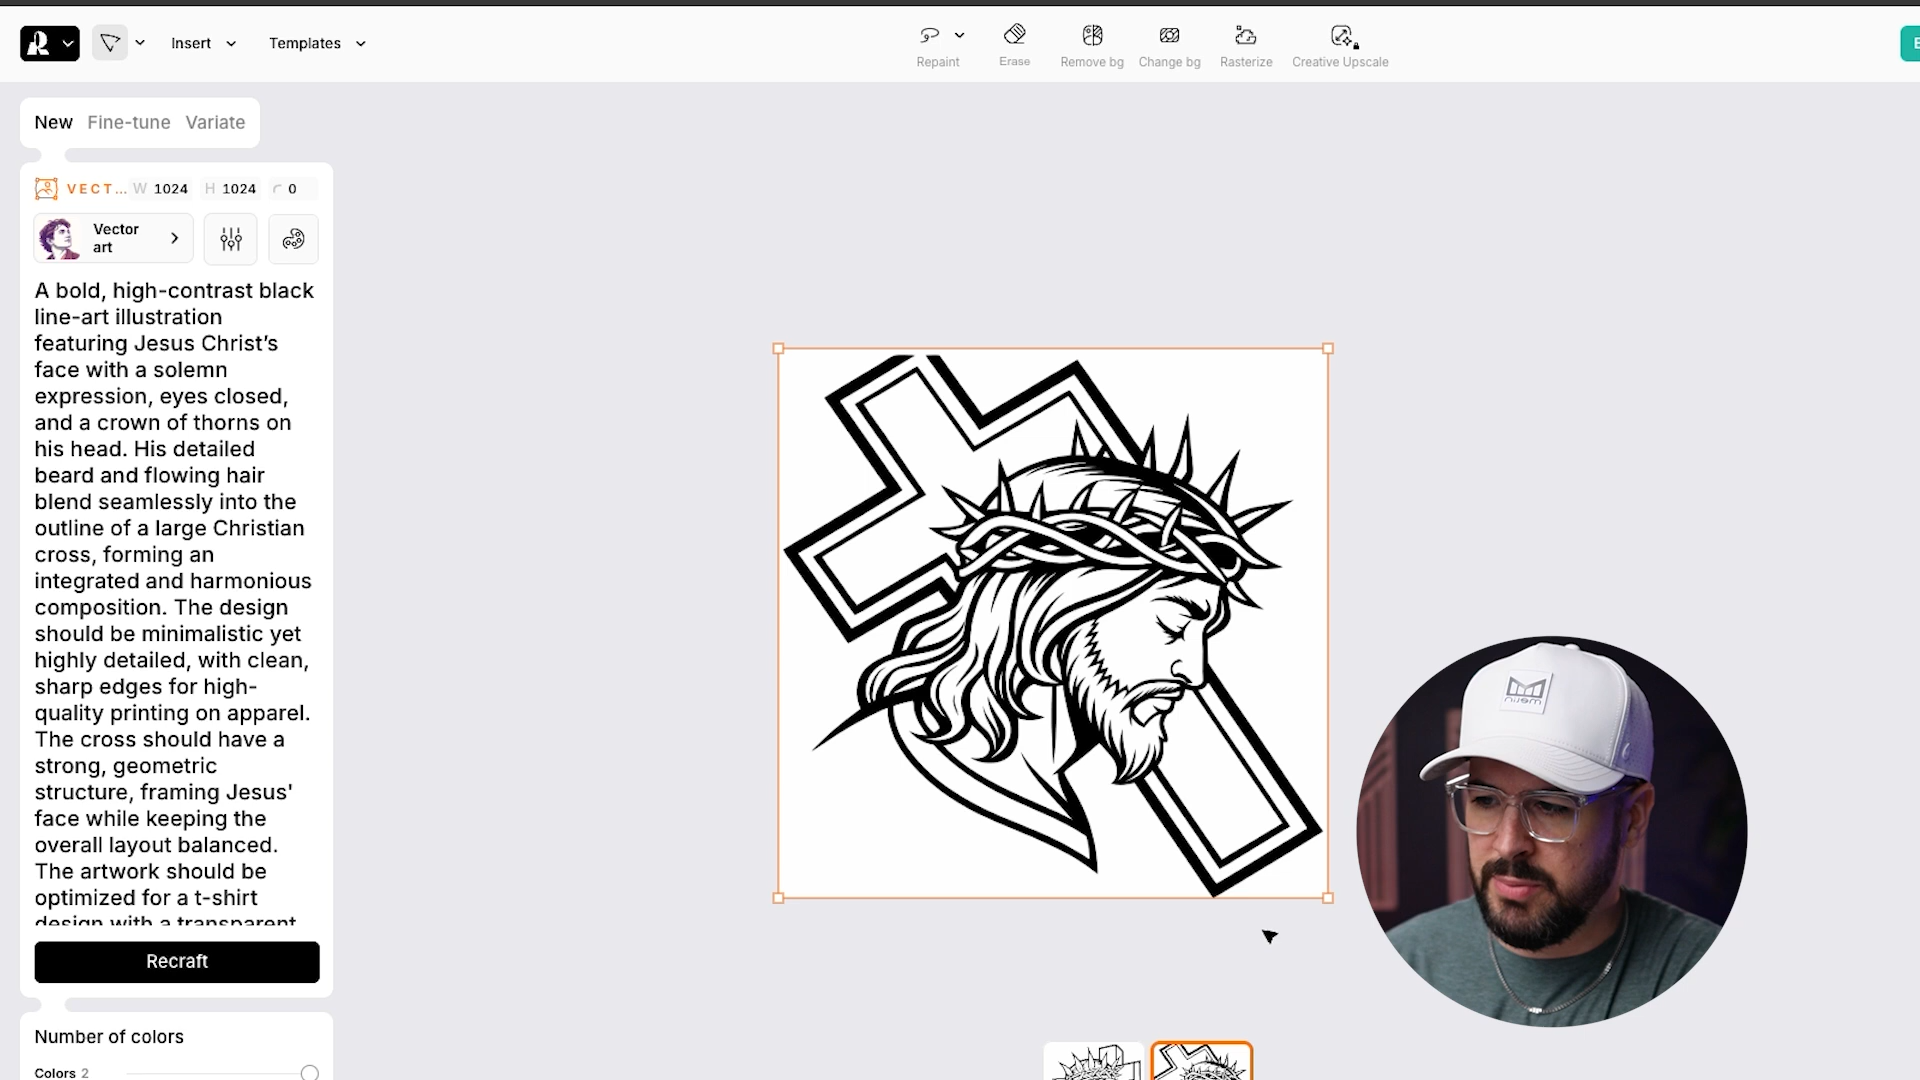 Insert
Templates
Repaint
Erase
Remove bg
Change bg
Rasterize
Creative Upscale
New
Fine-tune
Variate
VECT...
W 1024
H 1024
0
Vector
art
A bold, high-contrast black
line-art illustration
featuring Jesus Christ’s
face with a solemn
expression, eyes closed,
and a crown of thorns on
his head. His detailed
beard and flowing hair
blend seamlessly into the
outline of a large Christian
cross, forming an
integrated and harmonious
composition. The design
should be minimalistic yet
highly detailed, with clean,
sharp edges for high-
quality printing on apparel.
The cross should have a
strong, geometric
structure, framing Jesus'
face while keeping the
overall layout balanced.
The artwork should be
optimized for a t-shirt
design with a transparent
Recraft
Number of colors
Colors 2
melin